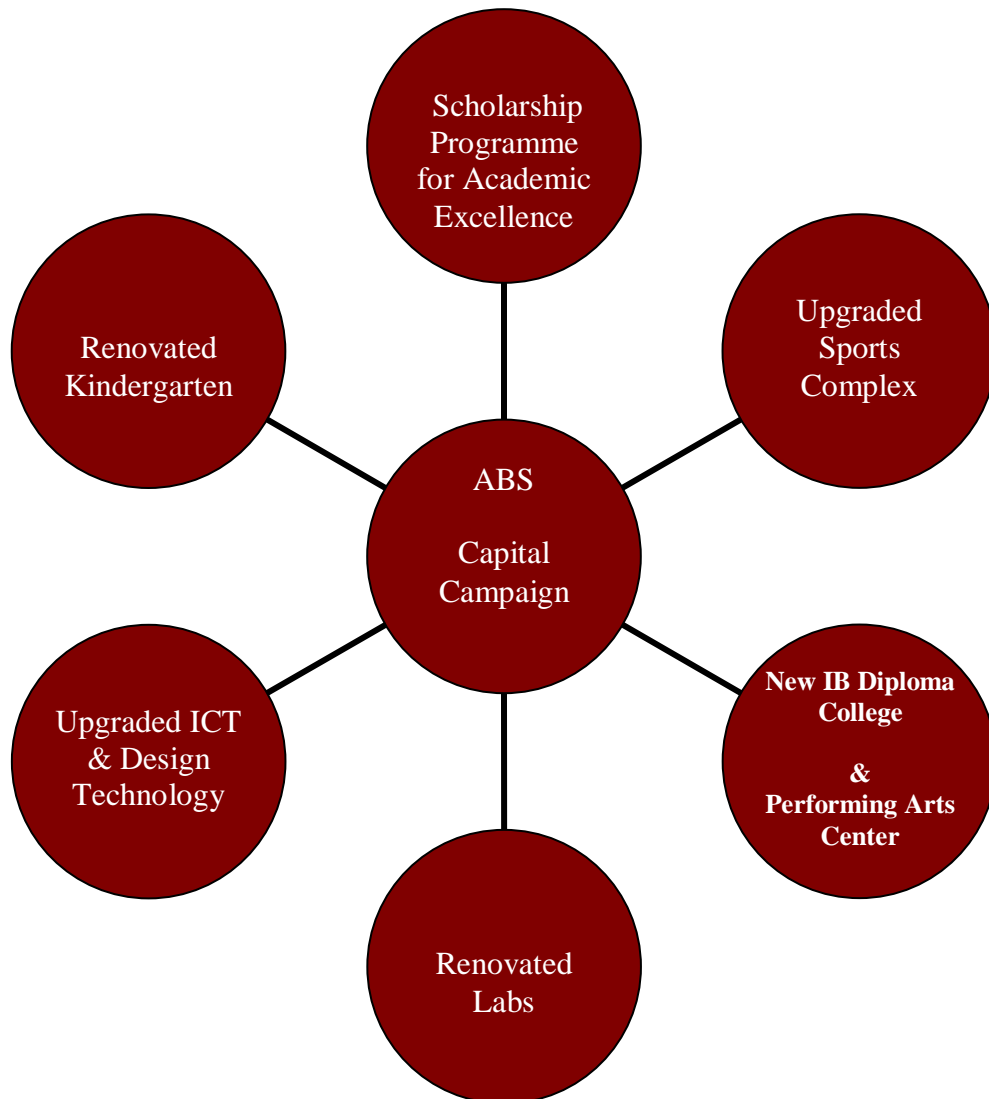 Scholarship
Programme
for Academic
Excellence
Renovated
Kindergarten
Upgraded
Sports
Complex
ABS
Capital
Campaign
Upgraded ICT
& Design
Technology
New IB Diploma
College
&
Performing Arts
Center
Renovated
Labs